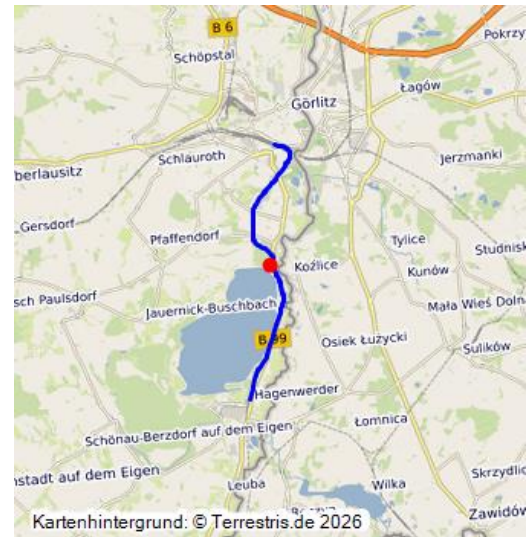 B 6
Pokrzy
Schöpstal
Łagów
Görlitz
Schlauroth
Jerzmanki
berlausitz
Gersdorf
Pfaffendorf
Tylice
Studnisk
Koźlice
Kunów
sch Paulsdorf
Jauernick-Buschbach
Mała Wieś Doln
B 99
Osiek Łużycki
Sulików
Hagenwerder
Łomnica
Schönau-Berzdorf auf dem Eigen
nstadt auf dem Eigen
Skrzydlic
Leuba
Wilka
Zawidów
Kartenhintergrund: © Terrestris.de 2026